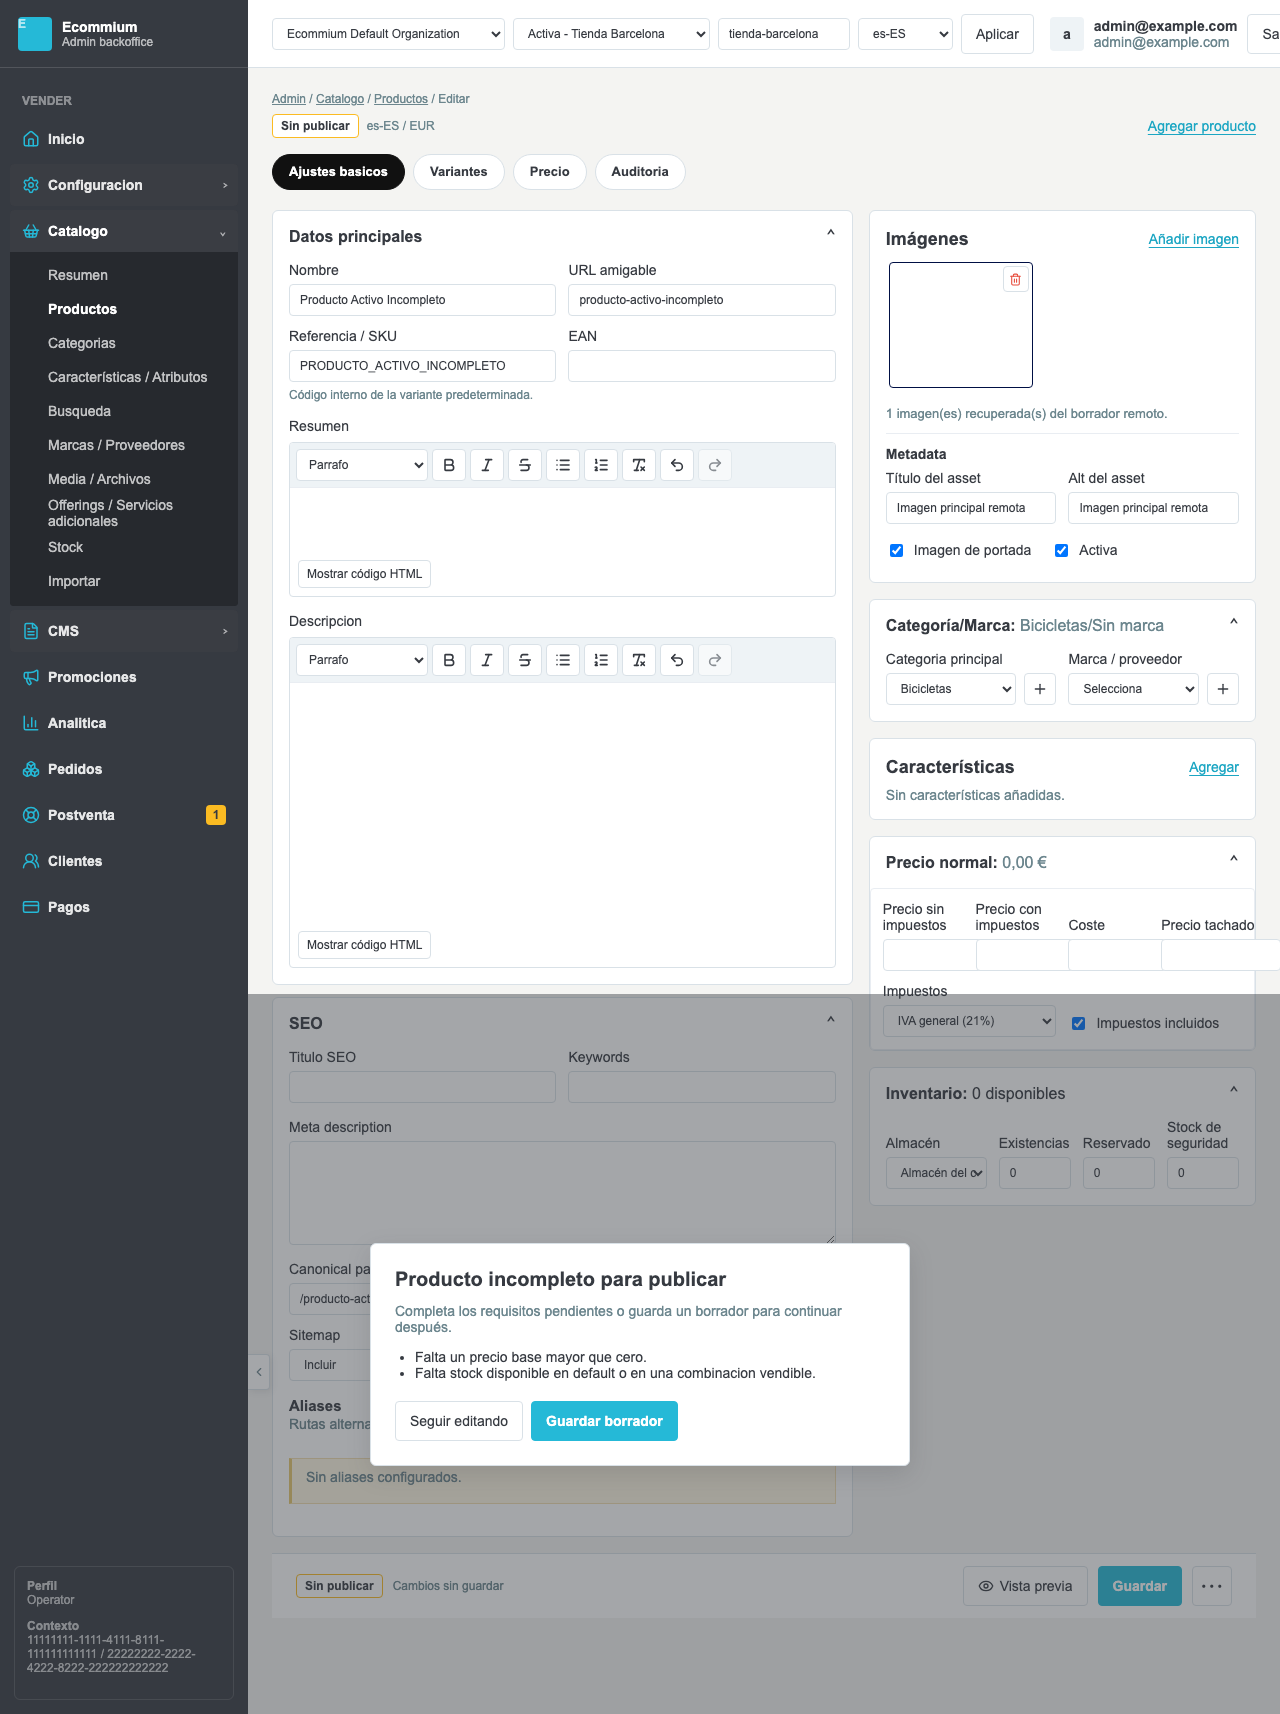 E
Ecommium
Admin backoffice
VENDER
Inicio
Configuracion
Catalogo
Resumen
Productos
Categorias
Características / Atributos
Busqueda
Marcas / Proveedores
Media / Archivos
Offerings / Servicios
adicionales
Stock
Importar
CMS
Promociones
Analitica
Pedidos
Postventa 1
Clientes
Pagos
Perfil
Operator
Contexto
11111111-1111-4111-8111-
111111111111 / 22222222-2222-
4222-8222-222222222222
Ecommium Default Organization
Activa - Tienda Barcelona
tienda-barcelona
es-ES
Aplicar
a
admin@example.com
admin@example.com
Sa
Admin / Catalogo / Productos / Editar
Sin publicar es-ES / EUR
Agregar producto
Ajustes basicos Variantes Precio Auditoria
Datos principales
Nombre URL amigable
Producto Activo Incompleto producto-activo-incompleto
Referencia / SKU EAN
PRODUCTO_ACTIVO_INCOMPLETO
Código interno de la variante predeterminada.
Resumen
Parrafo
Mostrar código HTML
Descripcion
Parrafo
Mostrar código HTML
SEO
Titulo SEO Keywords
Meta description
Canonical pa
/producto-act
Sitemap
Incluir
Aliases
Rutas alterna
Sin aliases configurados.
Imágenes Añadir imagen
1 imagen(es) recuperada(s) del borrador remoto.
Metadata
Título del asset Alt del asset
Imagen principal remota Imagen principal remota
Imagen de portada Activa
Categoría/Marca: Bicicletas/Sin marca
Categoria principal Marca / proveedor
Bicicletas + Selecciona +
Características Agregar
Sin características añadidas.
Precio normal: 0,00 €
Precio sin impuestos
Precio con impuestos
Coste
Precio tachado
Impuestos
IVA general (21%) Impuestos incluidos
Inventario: 0 disponibles
Almacén Existencias Reservado Stock de seguridad
Almacén del c 0 0 0
Producto incompleto para publicar
Completa los requisitos pendientes o guarda un borrador para continuar
después.
• Falta un precio base mayor que cero.
• Falta stock disponible en default o en una combinacion vendible.
Seguir editando Guardar borrador
Sin publicar Cambios sin guardar
Vista previa Guardar ...